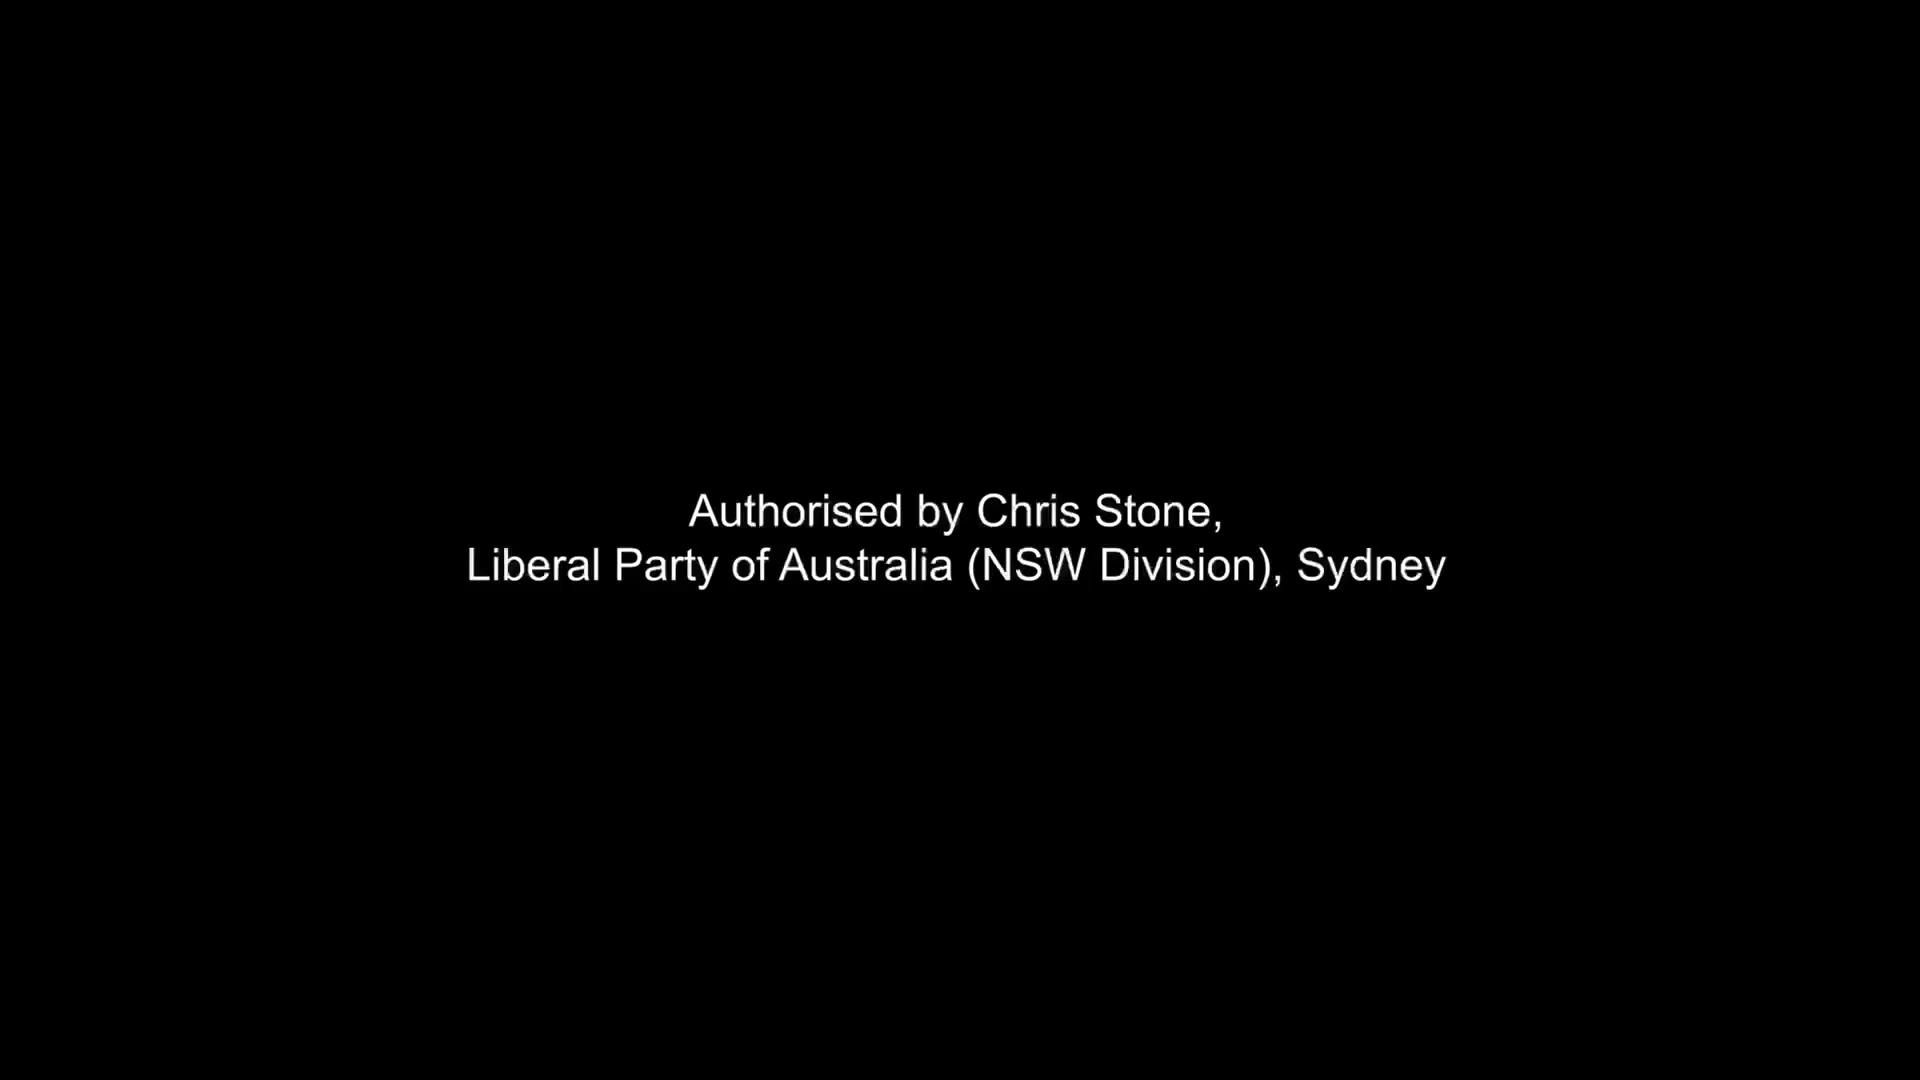 Authorised by Chris Stone,
Liberal Party of Australia (NSW Division), Sydney